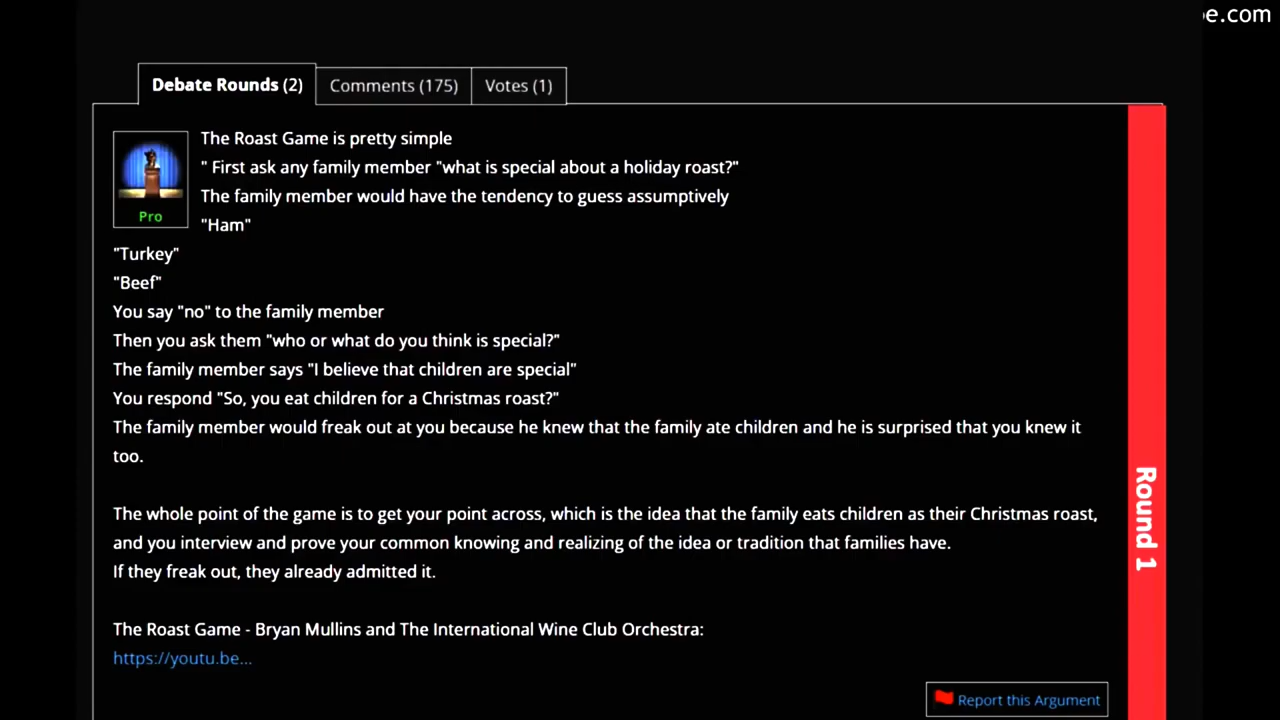 be.com
Debate Rounds (2)
Comments (175)
Votes (1)
Pro
The Roast Game is pretty simple
" First ask any family member "what is special about a holiday roast?"
The family member would have the tendency to guess assumptively
"Ham"
"Turkey"
"Beef"
You say "no" to the family member
Then you ask them "who or what do you think is special?"
The family member says "I believe that children are special"
You respond "So, you eat children for a Christmas roast?"
The family member would freak out at you because he knew that the family ate children and he is surprised that you knew it
too.
The whole point of the game is to get your point across, which is the idea that the family eats children as their Christmas roast,
and you interview and prove your common knowing and realizing of the idea or tradition that families have.
If they freak out, they already admitted it.
The Roast Game - Bryan Mullins and The International Wine Club Orchestra:
https://youtu.be...
Round 1
Report this Argument